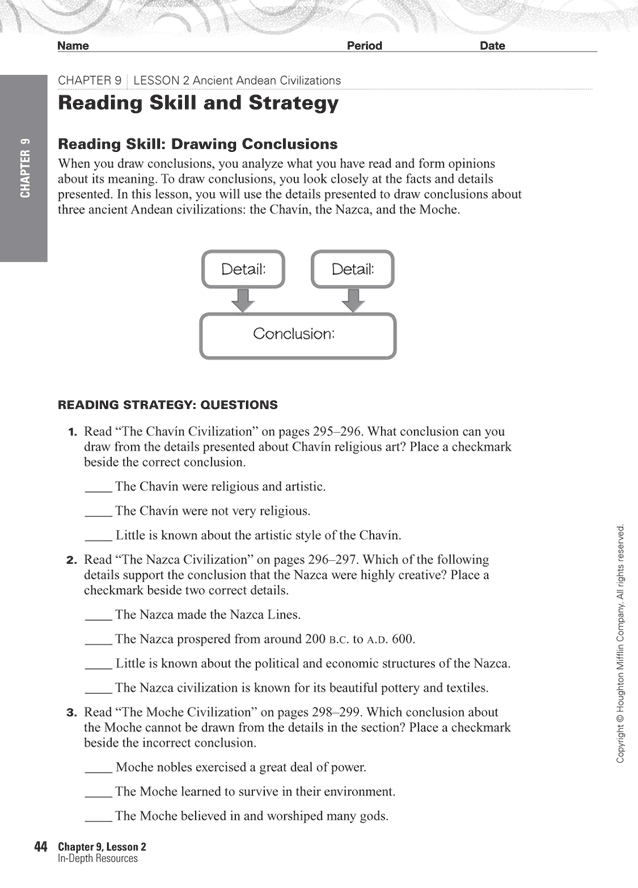 Name Period Date
CHAPTER 9 | LESSON 2 Ancient Andean Civilizations
Reading Skill and Strategy
CHAPTER 9
Reading Skill: Drawing Conclusions
When you draw conclusions, you analyze what you have read and form opinions
about its meaning. To draw conclusions, you look closely at the facts and details
presented. In this lesson, you will use the details presented to draw conclusions about
three ancient Andean civilizations: the Chavín, the Nazca, and the Moche.
Detail: Detail:
Conclusion:
READING STRATEGY: QUESTIONS
1. Read “The Chavín Civilization” on pages 295–296. What conclusion can you
draw from the details presented about Chavín religious art? Place a checkmark
beside the correct conclusion.
____ The Chavín were religious and artistic.
____ The Chavín were not very religious.
____ Little is known about the artistic style of the Chavín.
2. Read “The Nazca Civilization” on pages 296–297. Which of the following
details support the conclusion that the Nazca were highly creative? Place a
checkmark beside two correct details.
____ The Nazca made the Nazca Lines.
____ The Nazca prospered from around 200 B.C. to A.D. 600.
____ Little is known about the political and economic structures of the Nazca.
____ The Nazca civilization is known for its beautiful pottery and textiles.
3. Read “The Moche Civilization” on pages 298–299. Which conclusion about
the Moche cannot be drawn from the details in the section? Place a checkmark
beside the incorrect conclusion.
____ Moche nobles exercised a great deal of power.
____ The Moche learned to survive in their environment.
____ The Moche believed in and worshiped many gods.
Copyright © Houghton Mifflin Company. All rights reserved.
44 Chapter 9, Lesson 2
In-Depth Resources